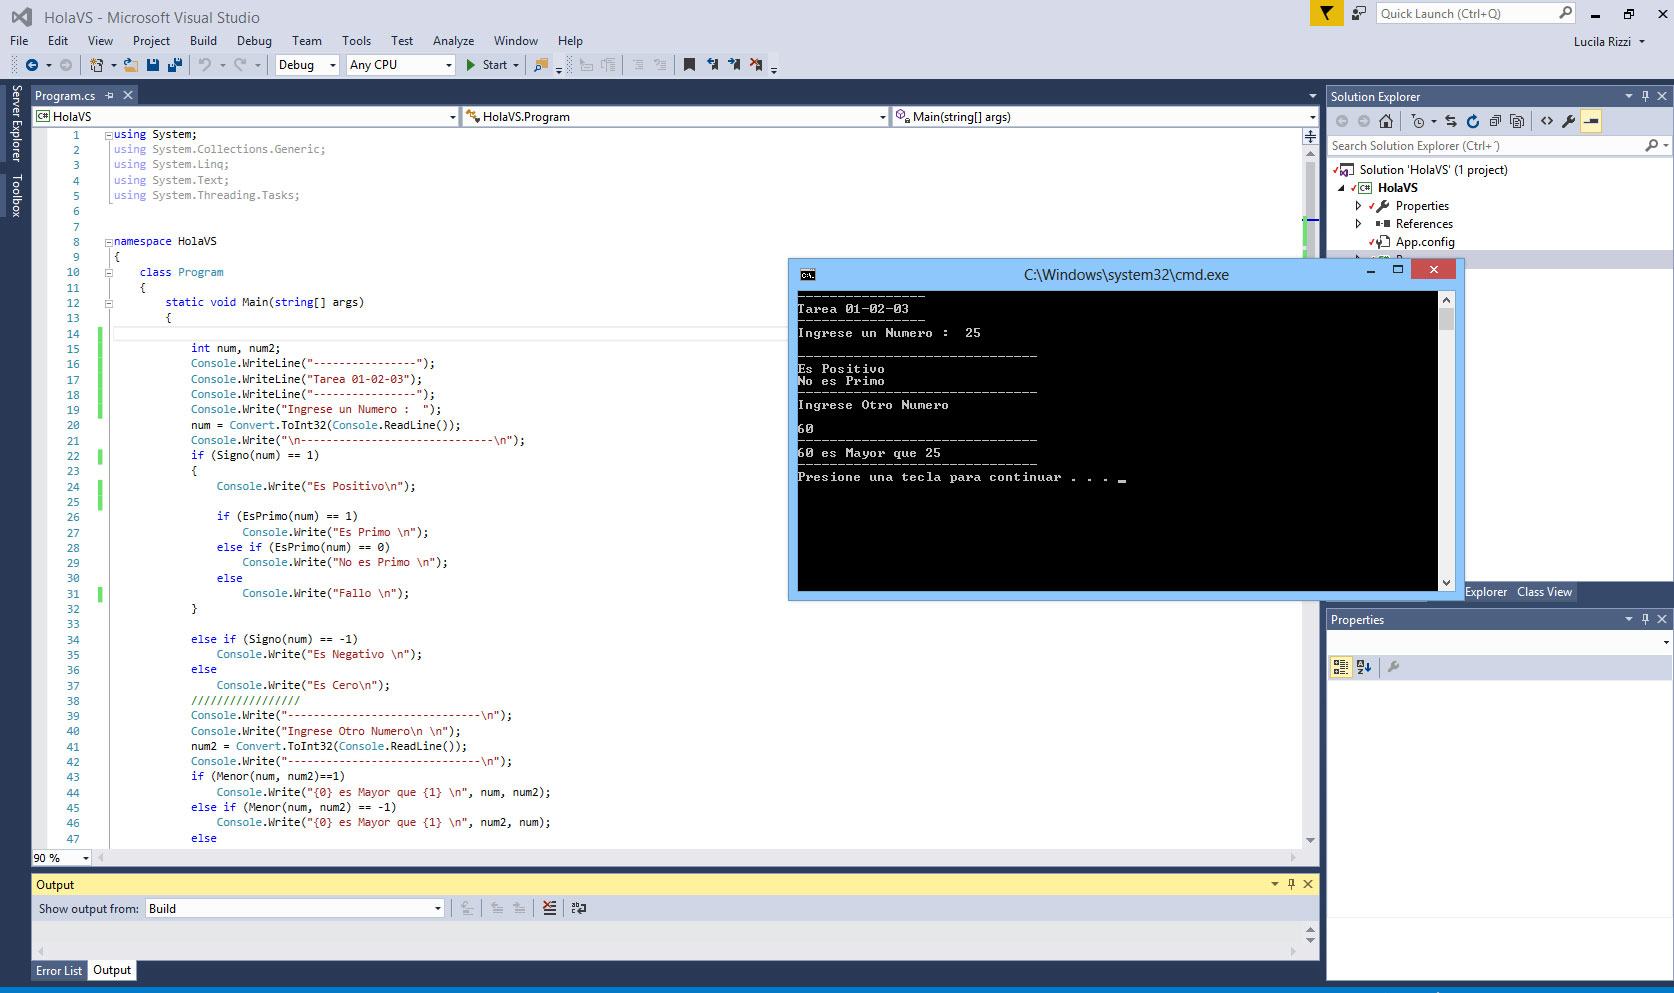 HolaVS - Microsoft Visual Studio
Quick Launch (Ctrl+Q)
File Edit View Project Build Debug Team Tools Test Analyze Window Help
Lucila Rizzi
Debug Any CPU Start
Server Explorer
Toolbox
Program.cs
HolaVS HolaVS.Program Main(string[] args)
1 using System;
2 using System.Collections.Generic;
3 using System.Linq;
4 using System.Text;
5 using System.Threading.Tasks;
6
7
8 namespace HolaVS
9 {
10 class Program
11 {
12 static void Main(string[] args)
13 {
14
15 int num, num2;
16 Console.WriteLine("----------------");
17 Console.WriteLine("Tarea 01-02-03");
18 Console.WriteLine("----------------");
19 Console.Write("Ingrese un Numero :  ");
20 num = Convert.ToInt32(Console.ReadLine());
21 Console.Write("\n------------------------------\n");
22 if (Signo(num) == 1)
23 {
24 Console.Write("Es Positivo\n");
25
26 if (EsPrimo(num) == 1)
27 Console.Write("Es Primo \n");
28 else if (EsPrimo(num) == 0)
29 Console.Write("No es Primo \n");
30 else
31 Console.Write("Fallo \n");
32 }
33
34 else if (Signo(num) == -1)
35 Console.Write("Es Negativo \n");
36 else
37 Console.Write("Es Cero\n");
38 /////////////////
39 Console.Write("------------------------------\n");
40 Console.Write("Ingrese Otro Numero\n \n");
41 num2 = Convert.ToInt32(Console.ReadLine());
42 Console.Write("------------------------------\n");
43 if (Menor(num, num2)==1)
44 Console.Write("{0} es Mayor que {1} \n", num, num2);
45 else if (Menor(num, num2) == -1)
46 Console.Write("{0} es Mayor que {1} \n", num2, num);
47 else
90 %
C:\Windows\system32\cmd.exe
----------------
Tarea 01-02-03
----------------
Ingrese un Numero :  25
------------------------------
Es Positivo
No es Primo
------------------------------
Ingrese Otro Numero
60
------------------------------
60 es Mayor que 25
------------------------------
Presione una tecla para continuar . . . _
Solution Explorer
Search Solution Explorer (Ctrl+´)
Solution 'HolaVS' (1 project)
HolaVS
Properties
References
App.config
Explorer Class View
Properties
Output
Show output from: Build
Error List Output